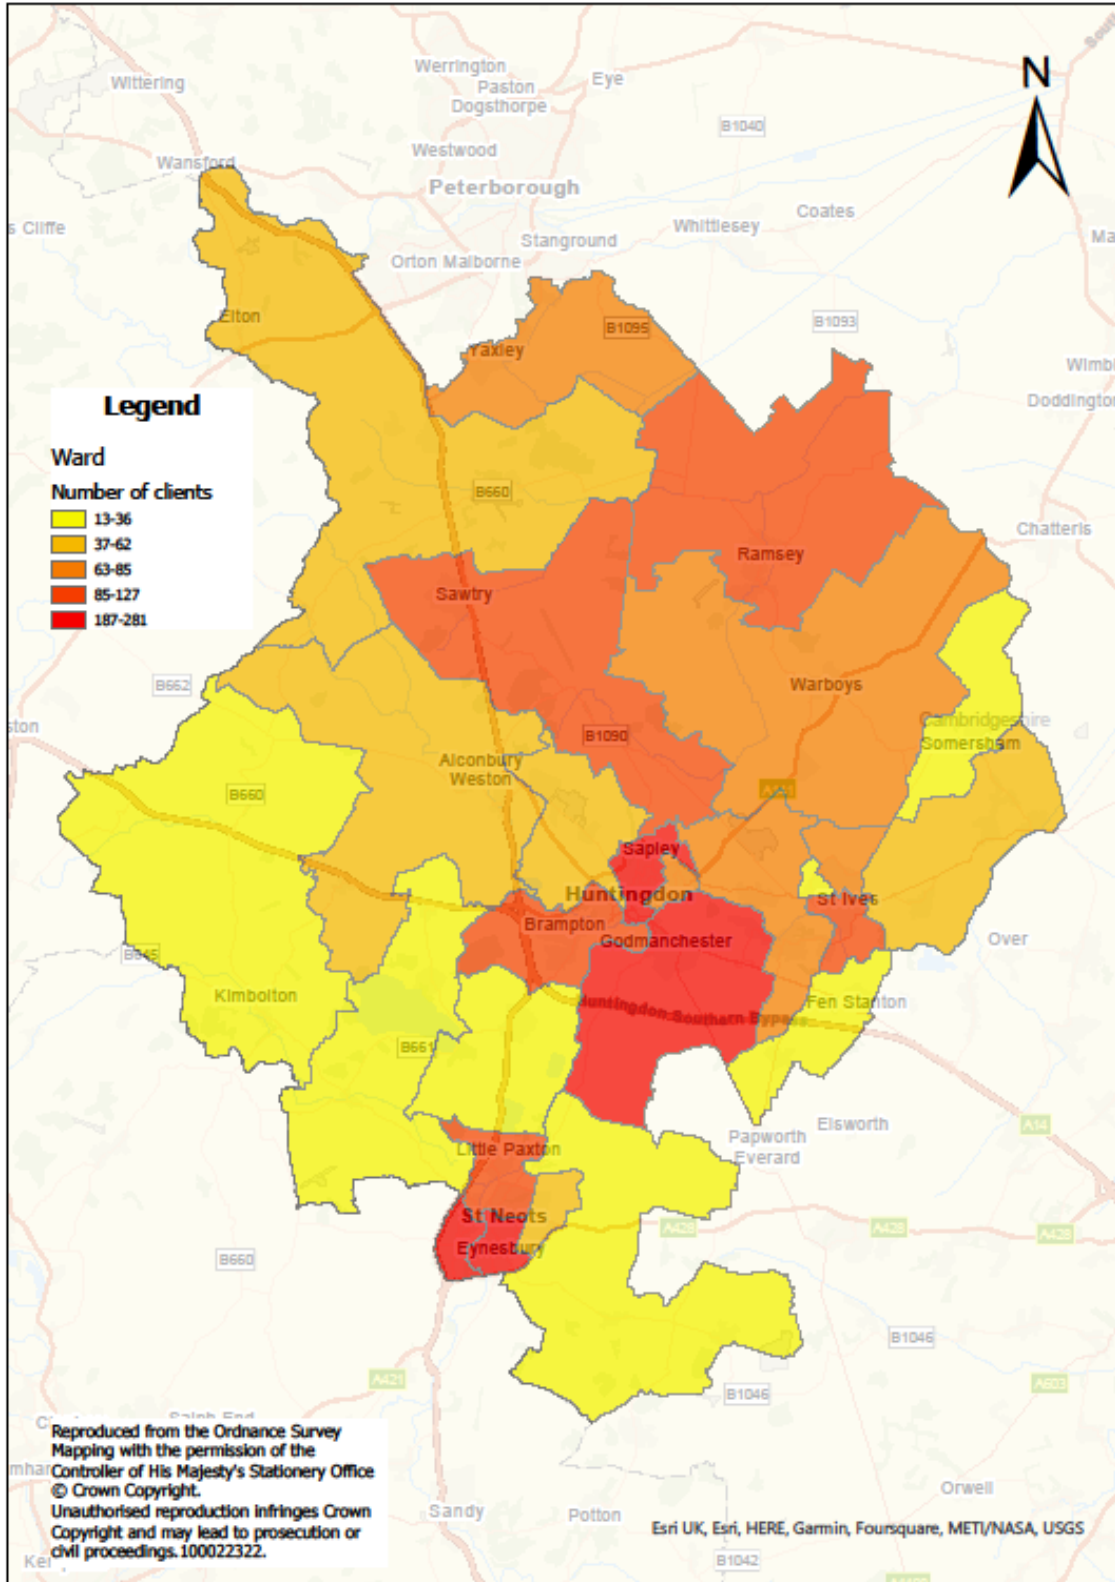 Wittering
Werrington
Paston
Dogsthorpe
Eye
N
B1040
Westwood
Wansford
Peterborough
s Cliffe
Whittlesey
Coates
Stanground
Orton Malborne
Elton
B1095
B1093
Yaxley
Wimbl
Doddington
Legend
Ward
Number of clients
13-36
37-62
63-85
85-127
187-281
B660
Chatteris
Ramsey
Sawtry
B662
Warboys
ston
Cambridgeshire
Somersham
B1090
Alconbury
Weston
B660
Sapley
Huntingdon
St Ives
Brampton
Godmanchester
Over
B645
Kimbolton
Fen Stanton
Huntingdon Southern Bypass
B661
Elsworth
A14
Papworth
Everard
Little Paxton
St Neots
A428
A428
A428
Eynesbury
B660
B1046
A421
A603
B1046
Reproduced from the Ordnance Survey
Mapping with the permission of the
Controller of His Majesty's Stationery Office
© Crown Copyright.
Unauthorised reproduction infringes Crown
Copyright and may lead to prosecution or
civil proceedings.100022322.
Orwell
Sandy
Potton
Esri UK, Esri, HERE, Garmin, Foursquare, METI/NASA, USGS
B1042